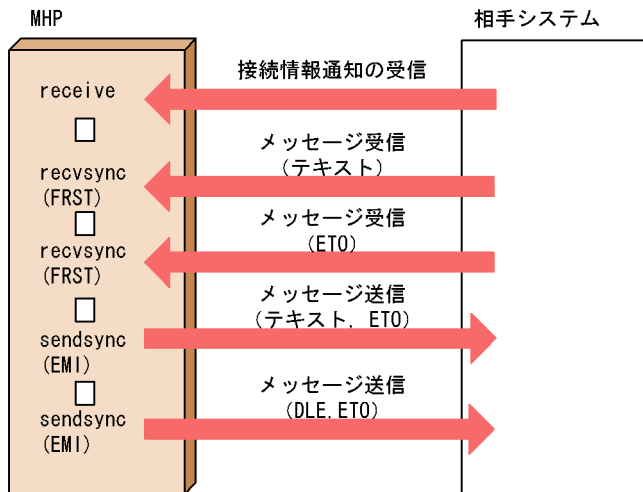 MHP
相手システム
接続情報通知の受信
receive
メッセージ受信
(テキスト)
recvsync
(FRST)
メッセージ受信
(ETO)
recvsync
(FRST)
メッセージ送信
(テキスト, ETO)
sendsync
(EMI)
メッセージ送信
(DLE,ETO)
sendsync
(EMI)